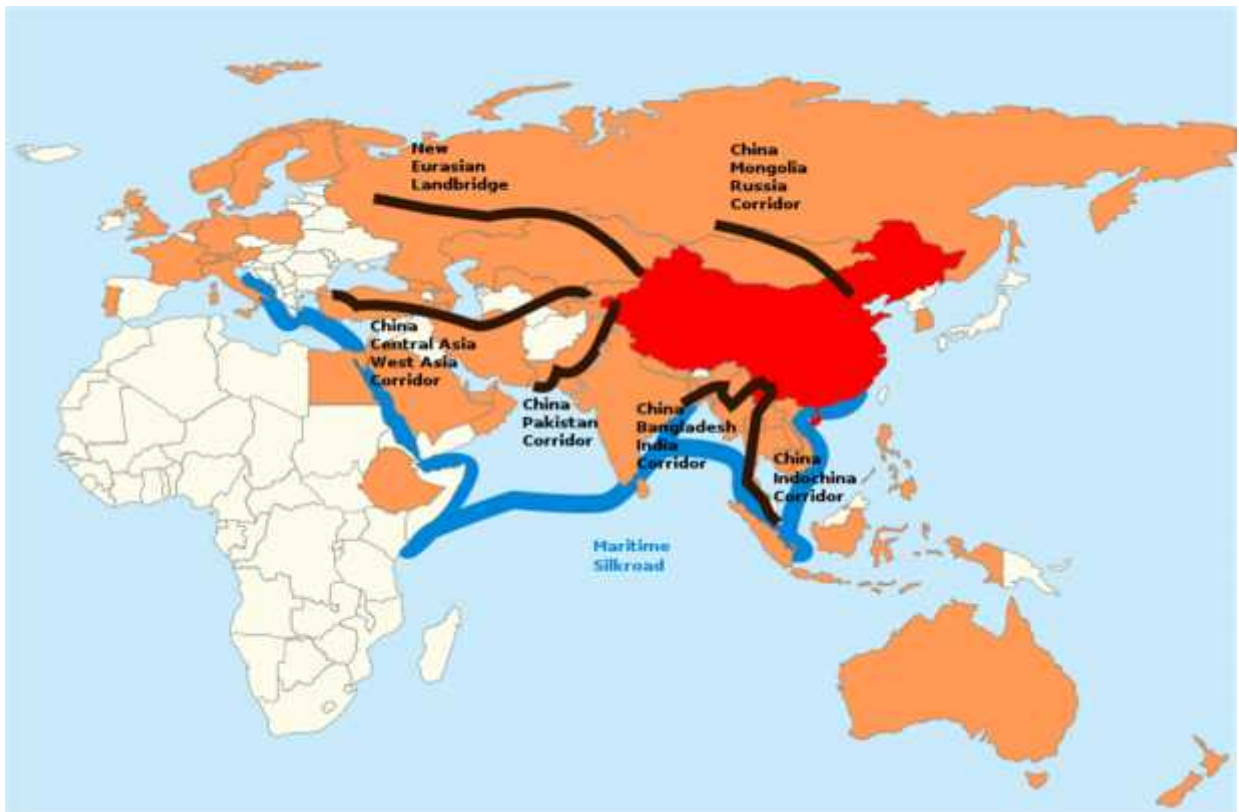 New
Eurasian
Landbridge
China
Mongolia
Russia
Corridor
China
Central Asia
West Asia
Corridor
China
Pakistan
Corridor
China
Bangladesh
India
Corridor
China
Indochina
Corridor
Maritime
Silkroad